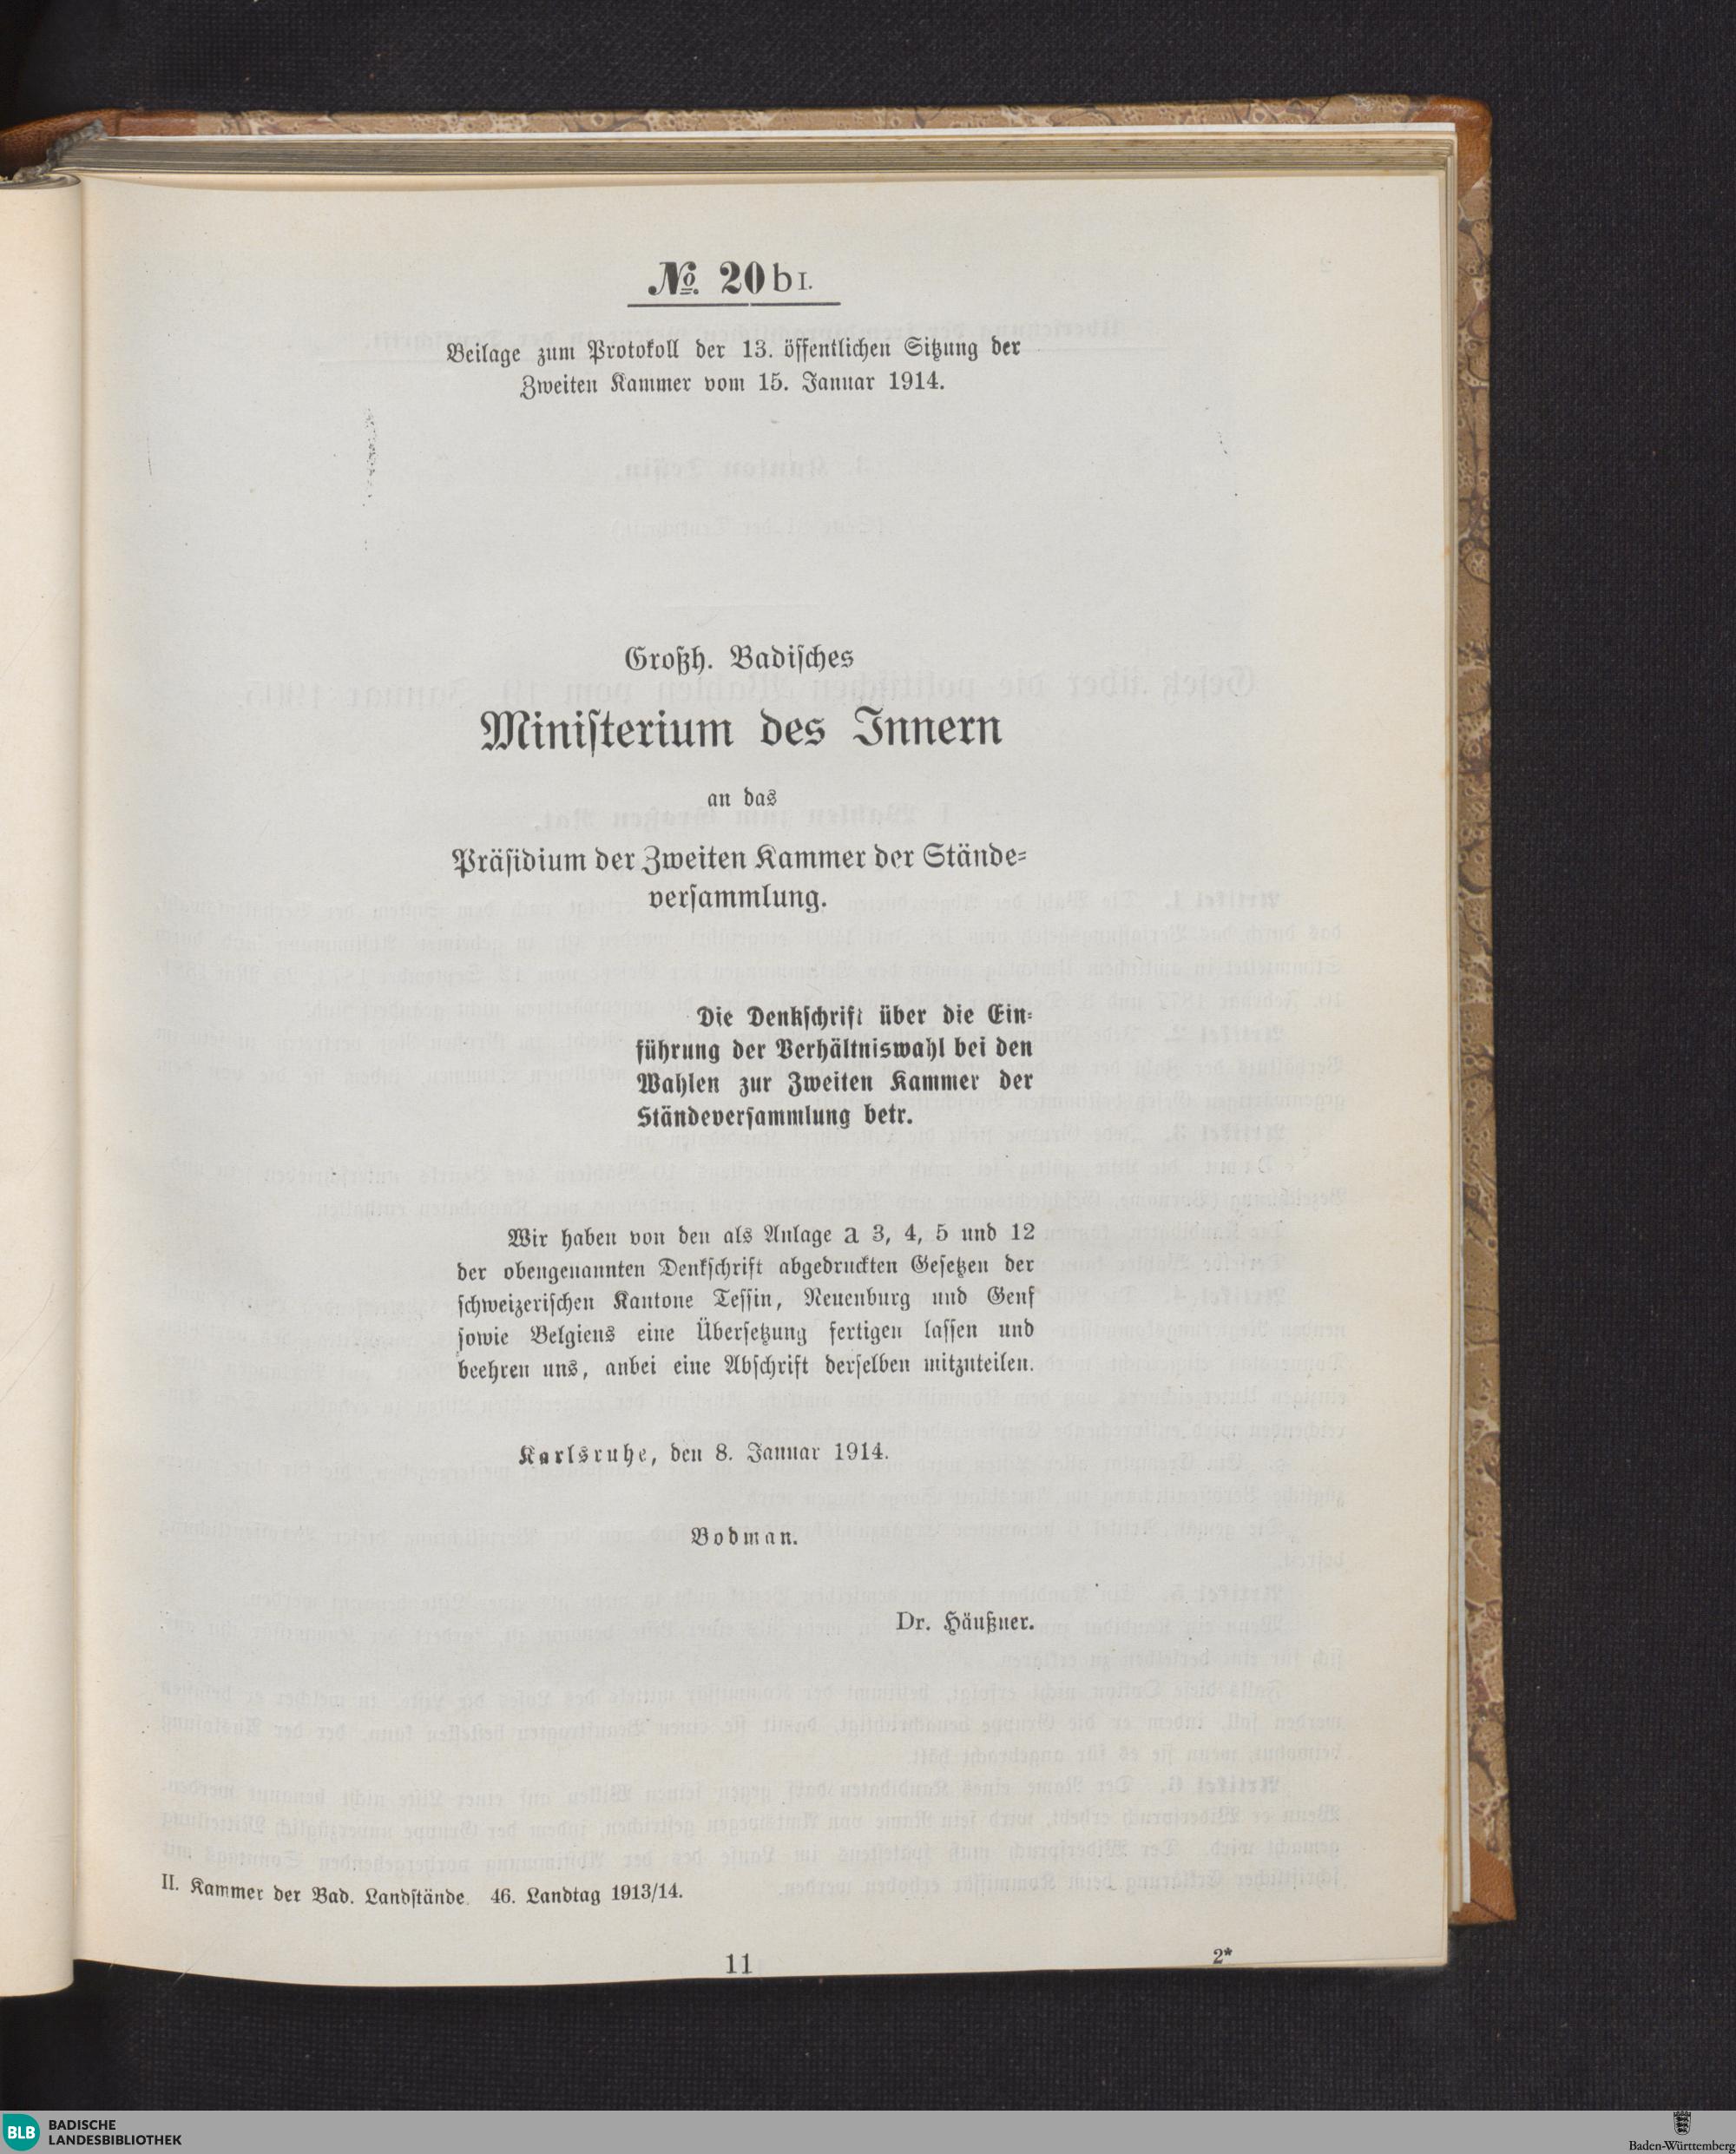 № 20 b I.
Beilage zum Protokoll der 13. öffentlichen Sitzung der
Zweiten Kammer vom 15. Januar 1914.
Großh. Badisches
Ministerium des Innern
an das
Präsidium der Zweiten Kammer der Stände-
versammlung.
Die Denkschrift über die Ein-
führung der Verhältniswahl bei den
Wahlen zur Zweiten Kammer der
Ständeversammlung betr.
Wir haben von den als Anlage a 3, 4, 5 und 12
der obengenannten Denkschrift abgedruckten Gesetzen der
schweizerischen Kantone Tessin, Neuenburg und Genf
sowie Belgiens eine Übersetzung fertigen lassen und
beehren uns, anbei eine Abschrift derselben mitzuteilen.
Karlsruhe, den 8. Januar 1914.
Bodman.
Dr. Häußner.
II. Kammer der Bad. Landstände. 46. Landtag 1913/14.
11
2*
BLB
BADISCHE
LANDESBIBLIOTHEK
Baden-Württemberg